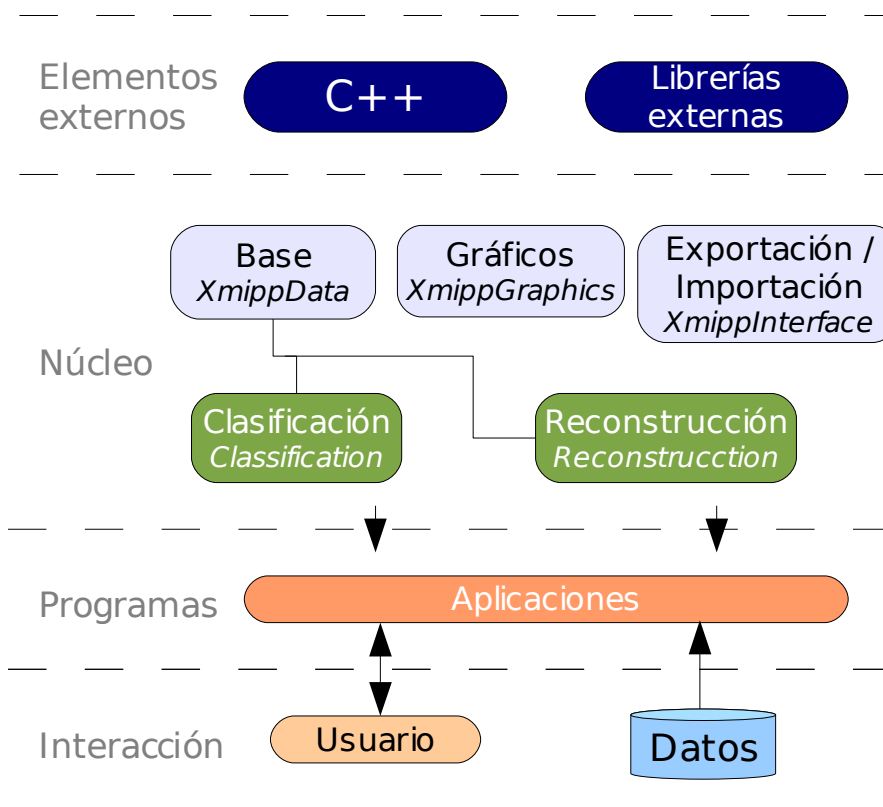 Elementos
externos
C++
Librerías
externas
Base
XmippData
Gráficos
XmippGraphics
Exportación /
Importación
XmippInterface
Núcleo
Clasificación
Classification
Reconstrucción
Reconstrucction
Programas
Aplicaciones
Interacción
Usuario
Datos